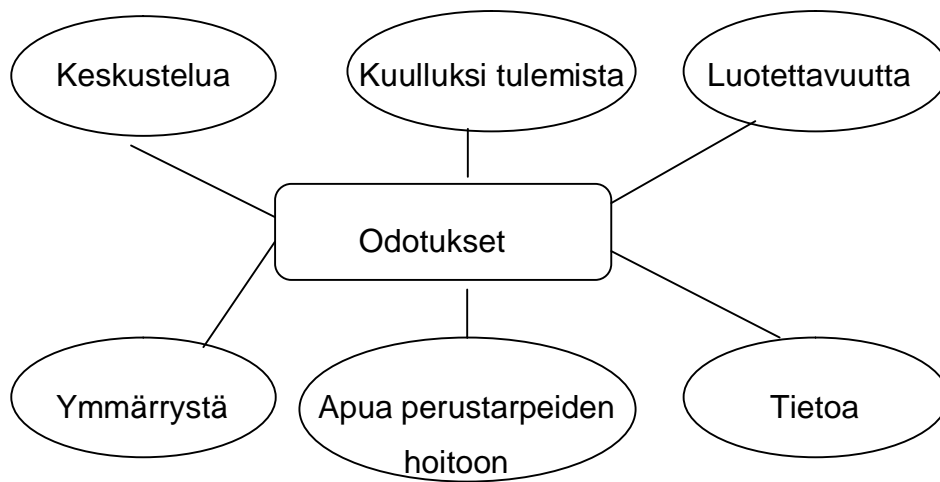 Keskustelua
Kuulluksi tulemista
Luotettavuutta
Odotukset
Ymmärrystä
Apua perustarpeiden
hoitoon
Tietoa